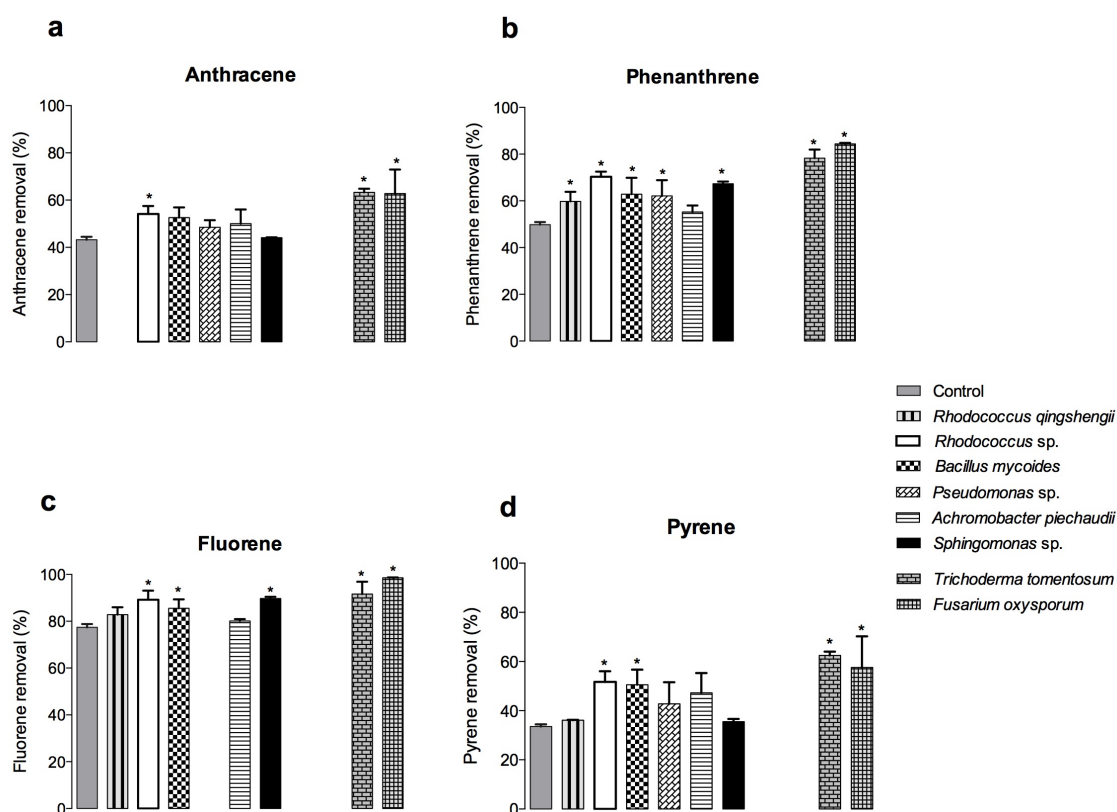 a
Anthracene
Anthracene removal (%)
100
80
60
40
20
0
*
*
*
b
Phenanthrene
Phenanthrene removal (%)
100
80
60
40
20
0
*
*
*
*
*
*
*
Control
Rhodococcus qingshengii
Rhodococcus sp.
Bacillus mycoides
Pseudomonas sp.
Achromobacter piechaudii
Sphingomonas sp.
Trichoderma tomentosum
Fusarium oxysporum
c
Fluorene
Fluorene removal (%)
100
80
60
40
20
0
*
*
*
*
*
d
Pyrene
Pyrene removal (%)
100
80
60
40
20
0
*
*
*
*